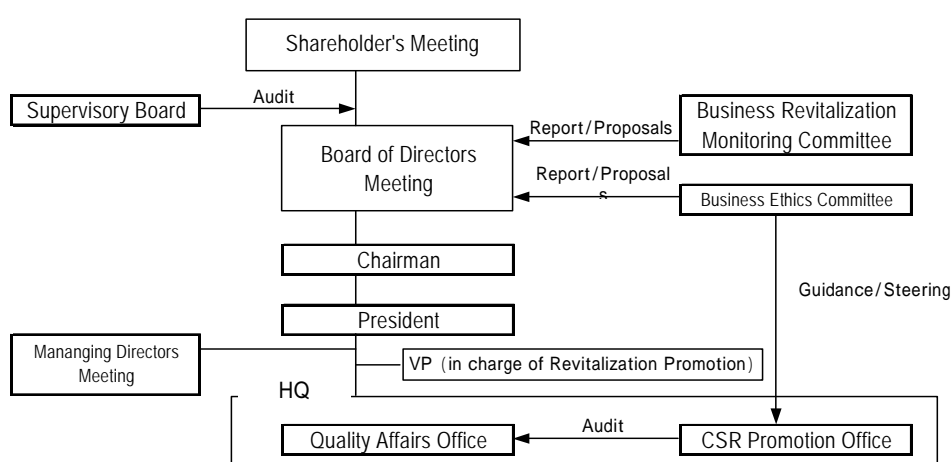 Shareholder's Meeting
Supervisory Board
Audit
Business Revitalization
Monitoring Committee
Report/Proposals
Board of Directors
Meeting
Report/Proposal
s
Business Ethics Committee
Chairman
Guidance/Steering
President
Mananging Directors
Meeting
VP (in charge of Revitalization Promotion)
HQ
Quality Affairs Office
Audit
CSR Promotion Office